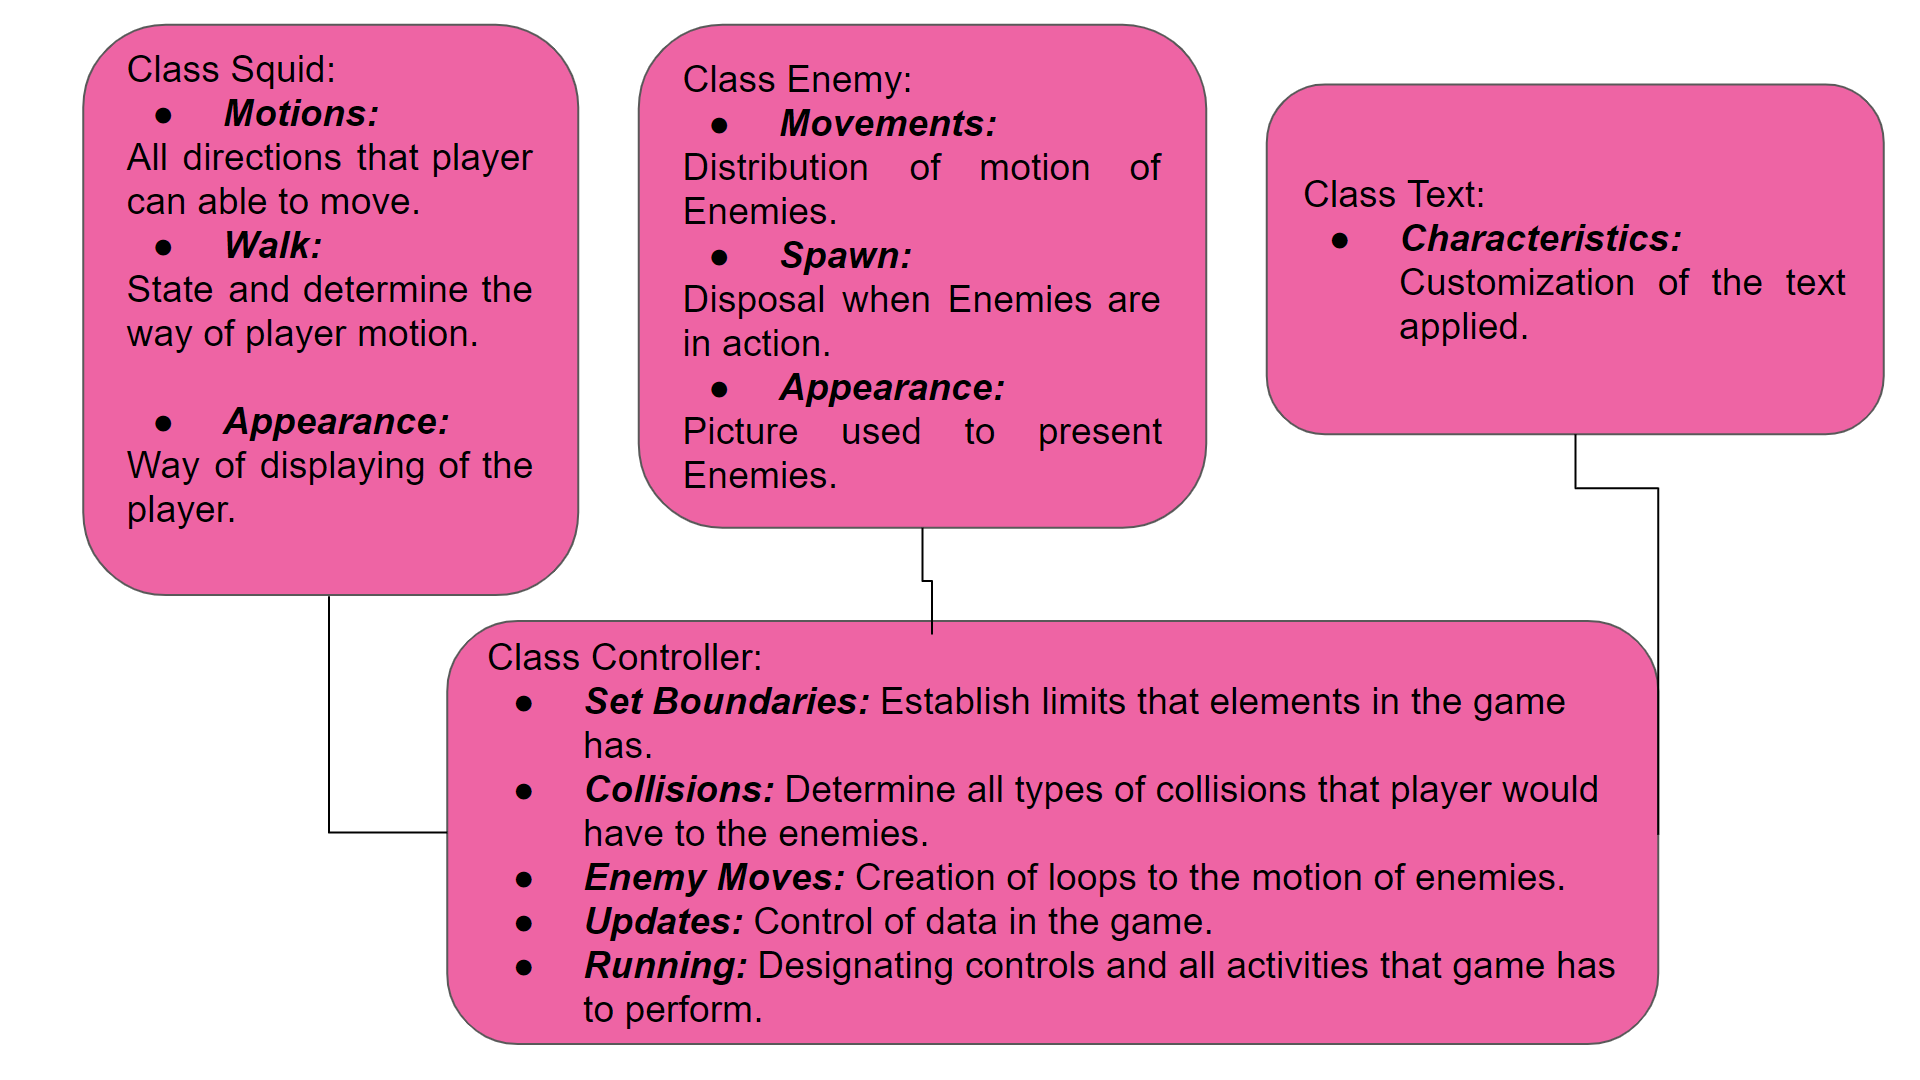 Class Squid:
● Motions:
All directions that player
can able to move.
● Walk:
State and determine the
way of player motion.
● Appearance:
Way of displaying of the
player.
Class Enemy:
● Movements:
Distribution of motion of
Enemies.
● Spawn:
Disposal when Enemies are
in action.
● Appearance:
Picture used to present
Enemies.
Class Text:
● Characteristics:
Customization of the text
applied.
Class Controller:
● Set Boundaries: Establish limits that elements in the game
has.
● Collisions: Determine all types of collisions that player would
have to the enemies.
● Enemy Moves: Creation of loops to the motion of enemies.
● Updates: Control of data in the game.
● Running: Designating controls and all activities that game has
to perform.